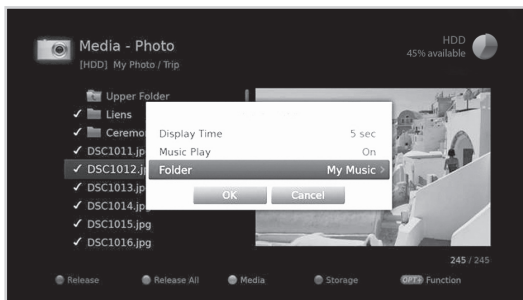 Media - Photo
[HDD] My Photo / Trip
HDD
45% available
Upper Folder
Liens
Ceremo
DSC1011.jp
DSC1012.j
DSC1013.jp
DSC1014.jp
DSC1015.jpg
DSC1016.jpg
Display Time 5 sec
Music Play On
Folder My Music >
OK Cancel
245 / 245
Release Release All Media Storage OPT+ Function